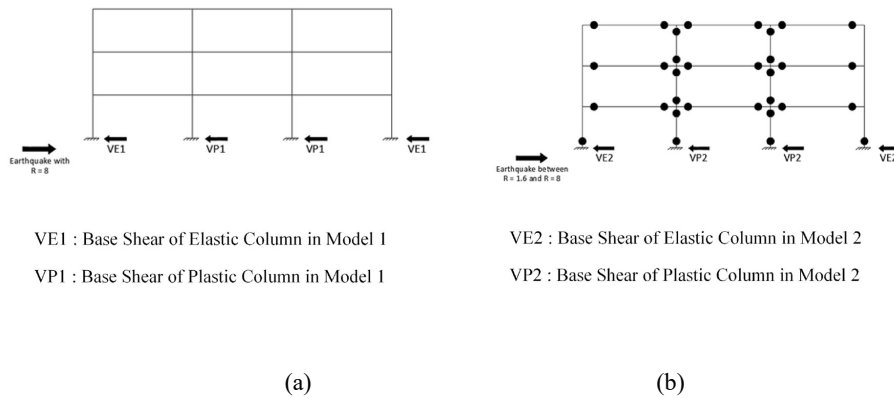 VE1
VP1
VP1
VE1
Earthquake with
R = 8
VE2
VP2
VP2
VE2
Earthquake between
R = 1.6 and R = 8
VE1 : Base Shear of Elastic Column in Model 1
VP1 : Base Shear of Plastic Column in Model 1
VE2 : Base Shear of Elastic Column in Model 2
VP2 : Base Shear of Plastic Column in Model 2
(a)
(b)